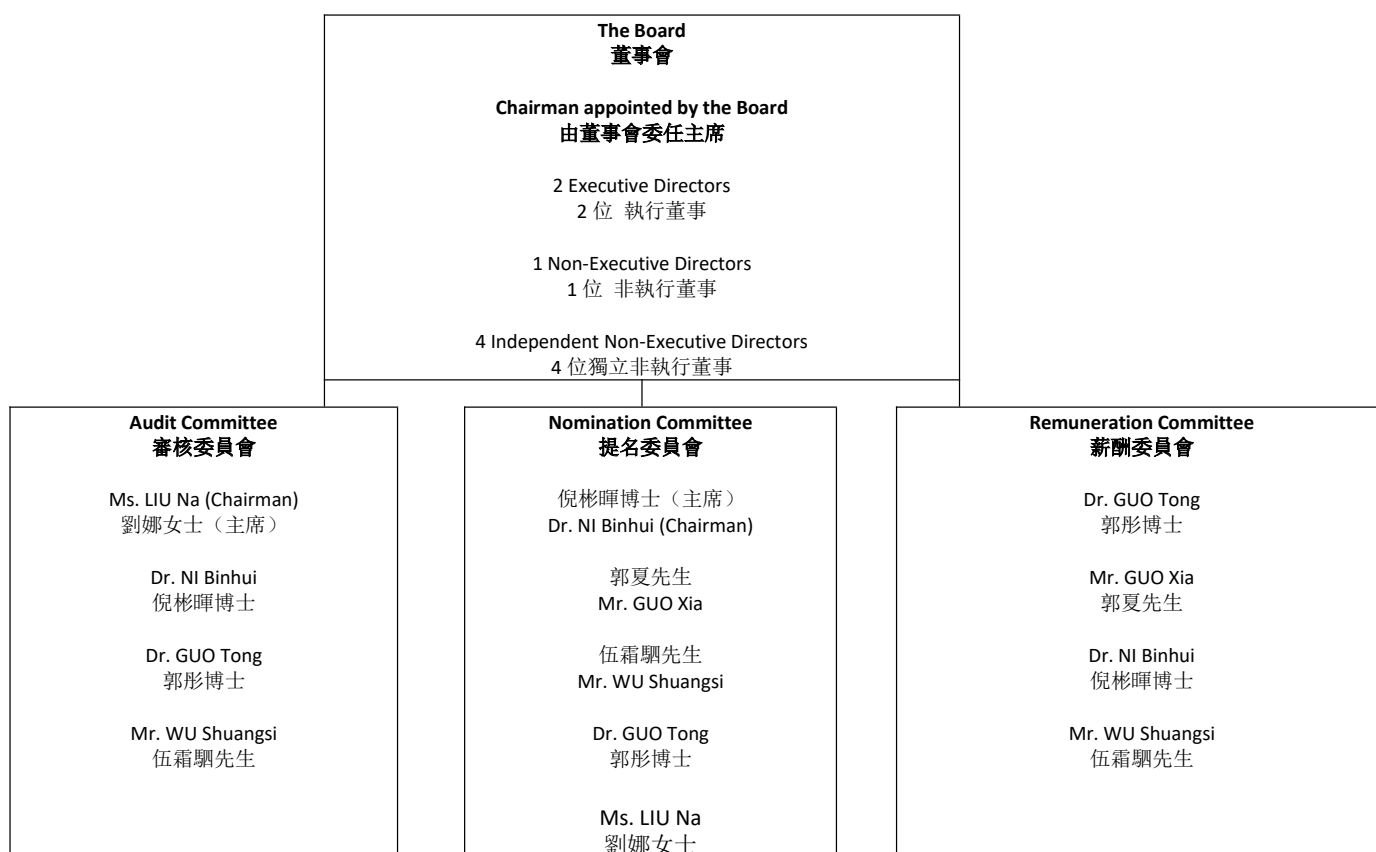 The Board
董事會
Chairman appointed by the Board
由董事會委任主席
2 Executive Directors
2 位 執行董事
1 Non-Executive Directors
1 位 非執行董事
4 Independent Non-Executive Directors
4 位獨立非執行董事
Audit Committee
審核委員會
Ms. LIU Na (Chairman)
劉娜女士（主席）
Dr. NI Binhui
倪彬暉博士
Dr. GUO Tong
郭彤博士
Mr. WU Shuangsi
伍霜駟先生
Nomination Committee
提名委員會
倪彬暉博士（主席）
Dr. NI Binhui (Chairman)
郭夏先生
Mr. GUO Xia
伍霜駟先生
Mr. WU Shuangsi
Dr. GUO Tong
郭彤博士
Ms. LIU Na
劉娜女士
Remuneration Committee
薪酬委員會
Dr. GUO Tong
郭彤博士
Mr. GUO Xia
郭夏先生
Dr. NI Binhui
倪彬暉博士
Mr. WU Shuangsi
伍霜駟先生